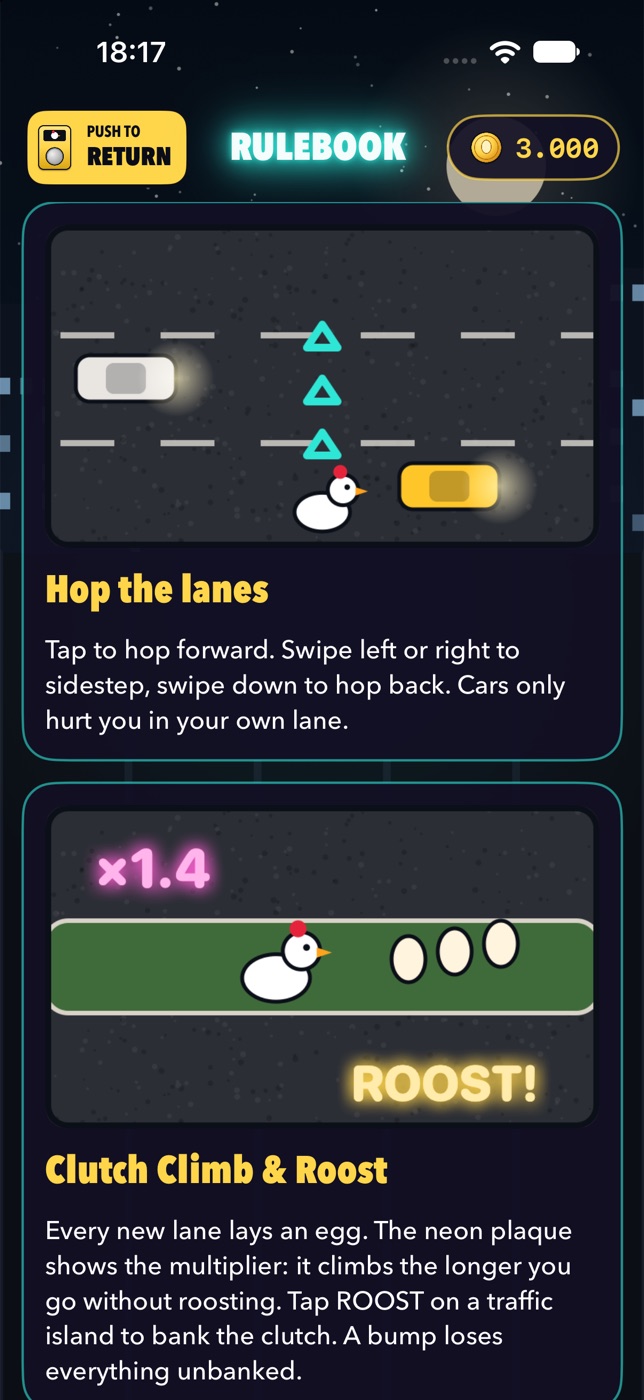 18:17
PUSH TO
RETURN
RULEBOOK
3.000
Hop the lanes
Tap to hop forward. Swipe left or right to
sidestep, swipe down to hop back. Cars only
hurt you in your own lane.
×1.4
ROOST!
Clutch Climb & Roost
Every new lane lays an egg. The neon plaque
shows the multiplier: it climbs the longer you
go without roosting. Tap ROOST on a traffic
island to bank the clutch. A bump loses
everything unbanked.